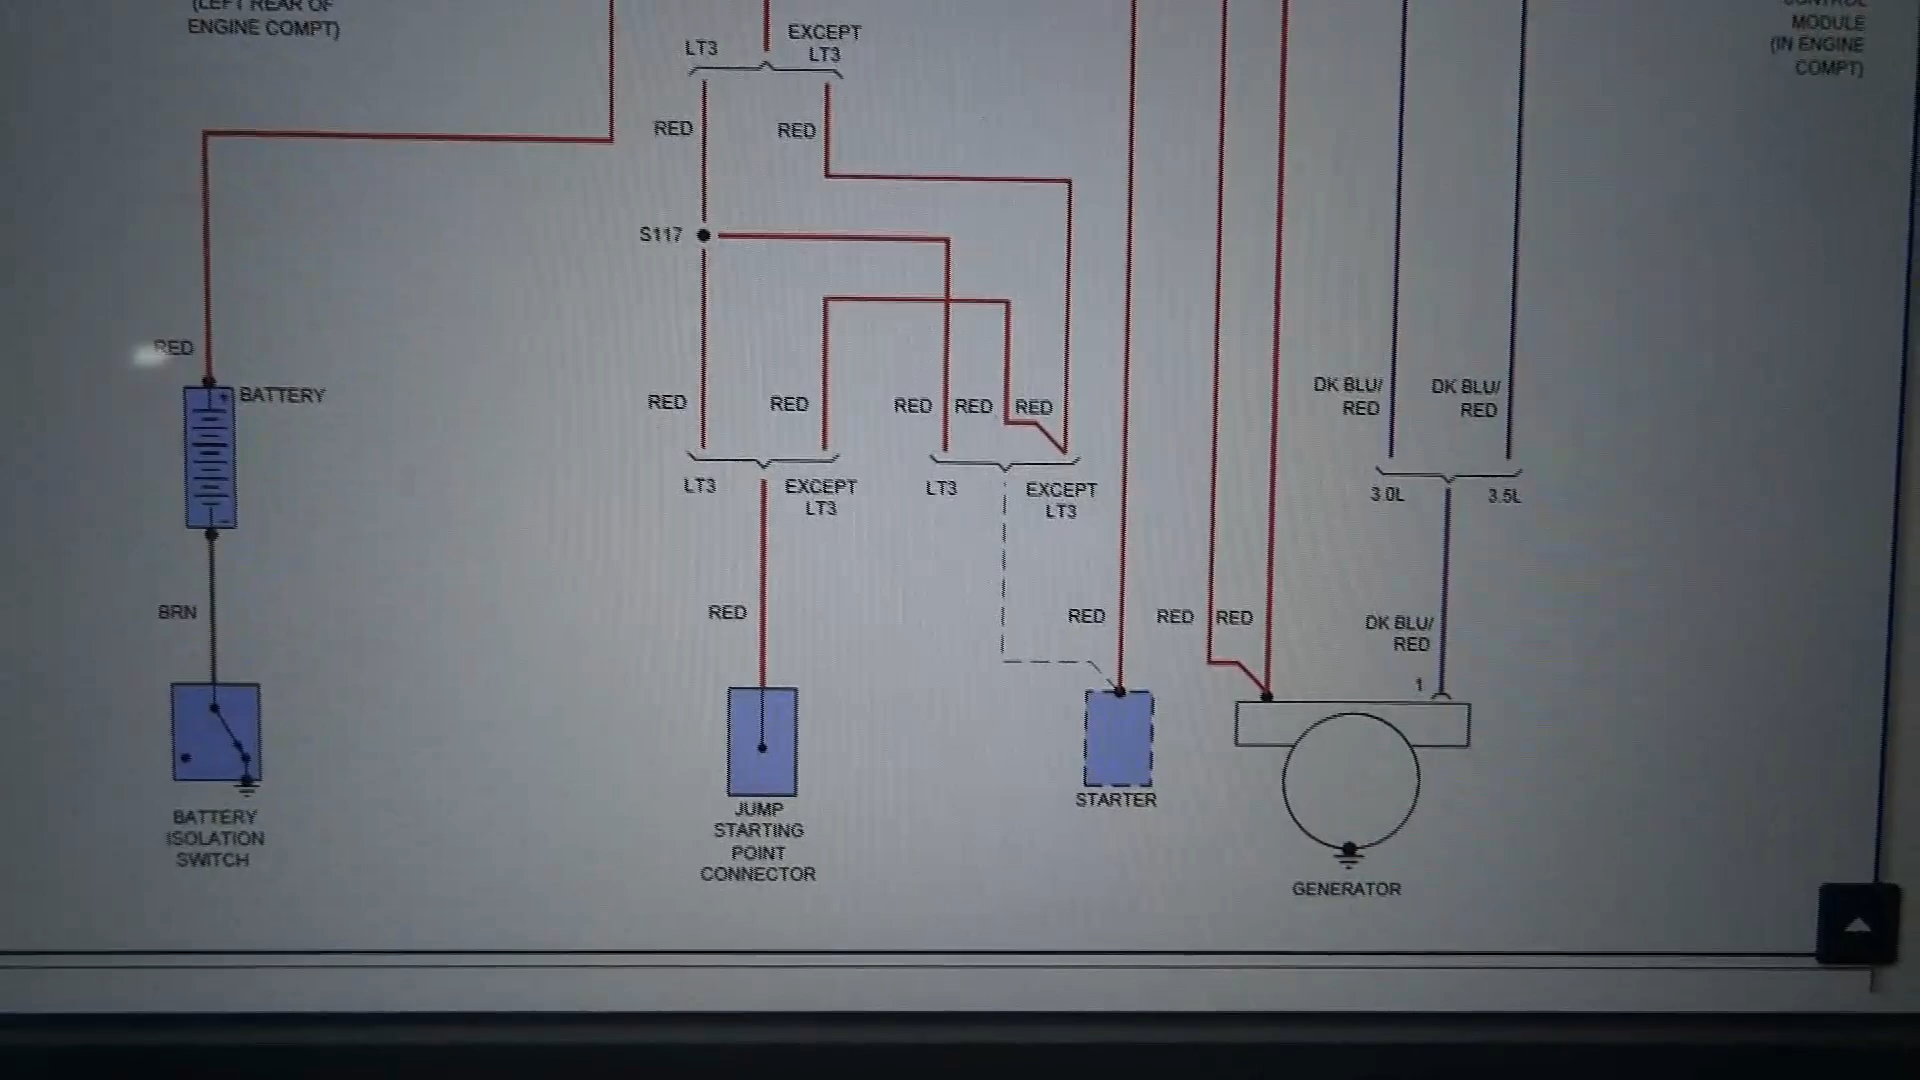 (LEFT REAR OF
ENGINE COMPT)
CONTROL
MODULE
(IN ENGINE
COMPT)
LT3
EXCEPT
LT3
RED
RED
S117
RED
BATTERY
+
-
RED
RED
RED
RED
RED
DK BLU/
RED
DK BLU/
RED
LT3
EXCEPT
LT3
LT3
EXCEPT
LT3
3.0L
3.5L
BRN
RED
RED
RED
RED
DK BLU/
RED
1
BATTERY
ISOLATION
SWITCH
JUMP
STARTING
POINT
CONNECTOR
STARTER
GENERATOR